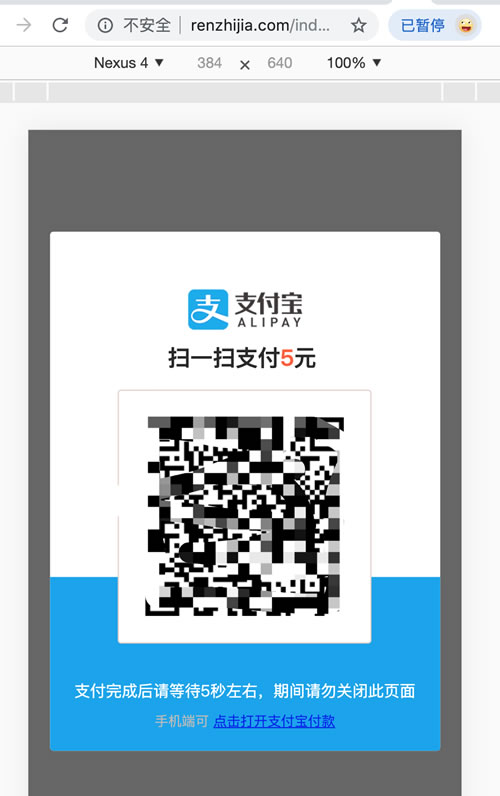 不安全 renzhijia.com/ind... 已暂停
Nexus 4 ▼ 384 × 640 100% ▼
支
支付宝
ALIPAY
扫一扫支付5元
支付完成后请等待5秒左右，期间请勿关闭此页面
手机端可 点击打开支付宝付款